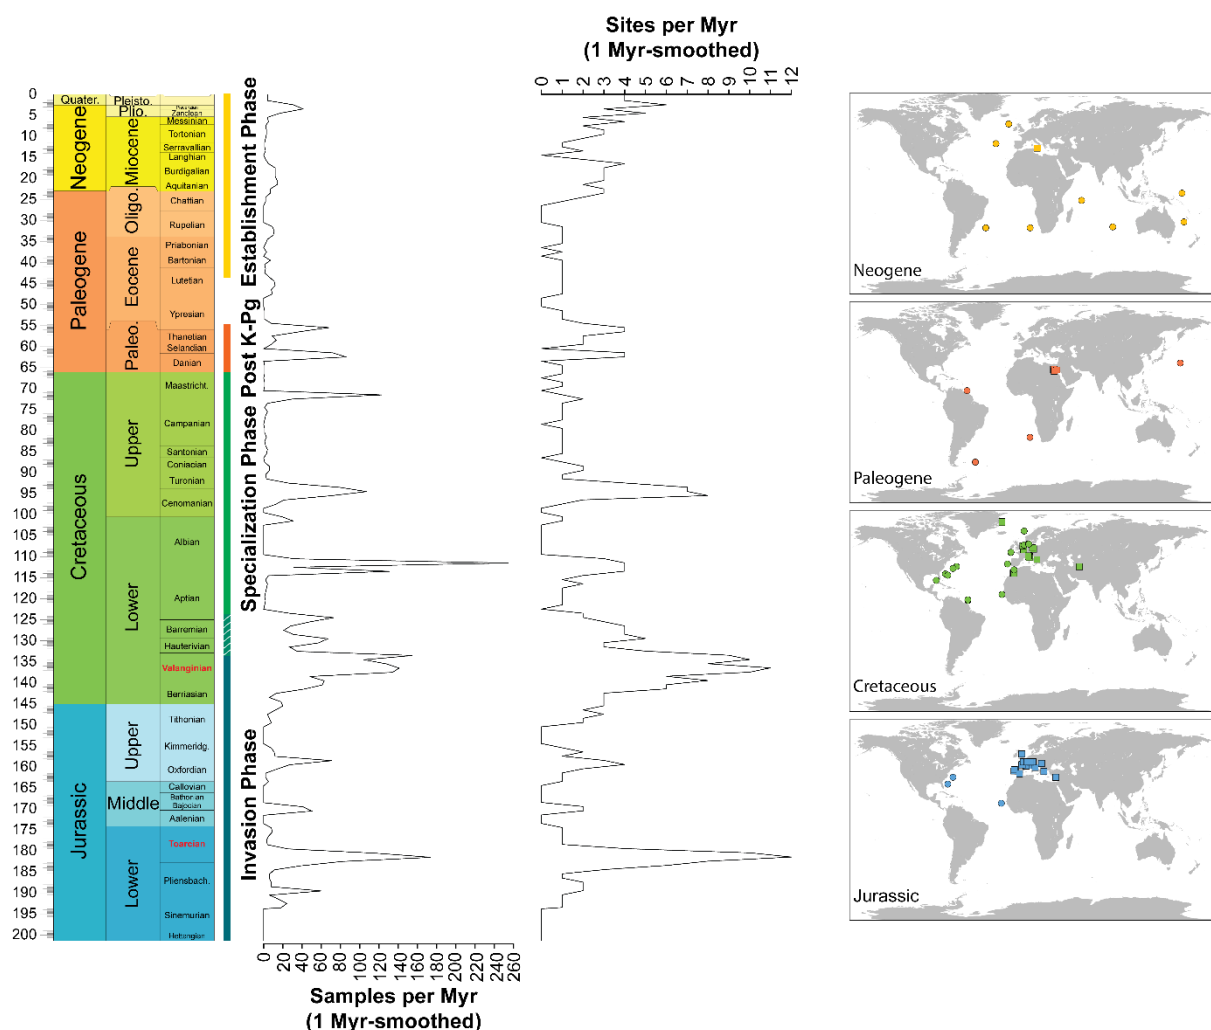 Sites per Myr
(1 Myr-smoothed)
0 1 2 3 4 5 6 7 8 9 10 11 12
0
5
10
15
20
25
30
35
40
45
50
55
60
65
70
75
80
85
90
95
100
105
110
115
120
125
130
135
140
145
150
155
160
165
170
175
180
185
190
195
200
Quater.
Neogene
Paleogene
Cretaceous
Jurassic
Pleisto.
Plio.
Miocene
Oligo.
Eocene
Paleo.
Upper
Lower
Upper
Middle
Lower
Zanclean
Messinian
Tortonian
Serravallian
Langhian
Burdigalian
Aquitanian
Chattian
Rupelian
Priabonian
Bartonian
Lutetian
Ypresian
Thanetian
Selandian
Danian
Maastricht.
Campanian
Santonian
Coniacian
Turonian
Cenomanian
Albian
Aptian
Barremian
Hauterivian
Valanginian
Berriasian
Tithonian
Kimmeridg.
Oxfordian
Callovian
Bathonian
Bajocian
Aalenian
Toarcian
Pliensbach.
Sinemurian
Hettangian
Establishment Phase
Post K-Pg
Specialization Phase
Invasion Phase
0 20 40 60 80 100 120 140 160 180 200 220 240 260
Samples per Myr
(1 Myr-smoothed)
Neogene
Paleogene
Cretaceous
Jurassic